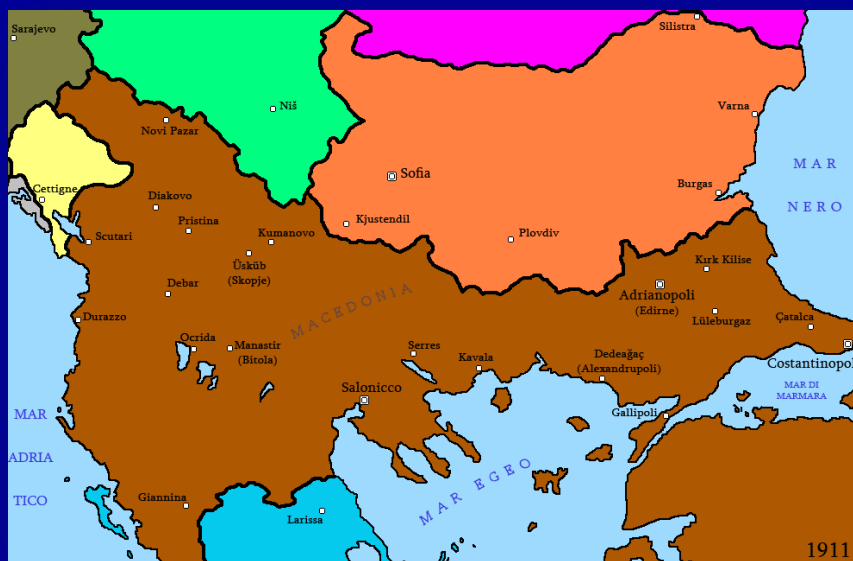 Sarajevo
Silistra
Niš
Varna
Novi Pazar
MAR
NERO
Sofia
Cettigne
Burgas
Diakovo
Kjustendil
Pristina
Kumanovo
Plovdiv
Scutari
Üsküb
(Skopje)
Kırk Kilise
Debar
MACEDONIA
Adrianopoli
(Edirne)
Durazzo
Lüleburgaz
Çatalca
Ocrida
Manastir
(Bitola)
Serres
Kavala
Dedeağaç
(Alexandrupoli)
Costantinopol
Salonicco
MAR DI
MARMARA
MAR
ADRIA
TICO
Gallipoli
MAR EGEO
Giannina
Larissa
1911